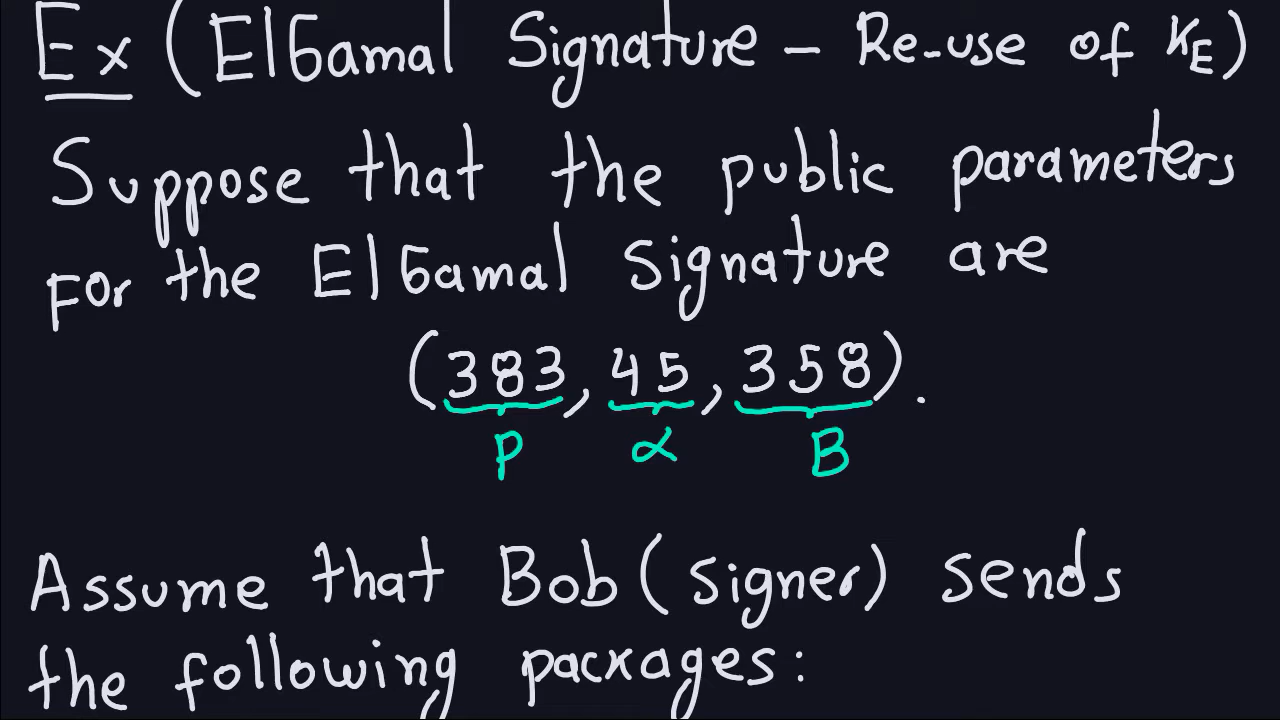 Ex (ElGamal Signature - Re-use of KE)
Suppose that the public parameters
For the ElGamal Signature are
(383, 45, 358).
P α B
Assume that Bob (signer) sends
the following packages: